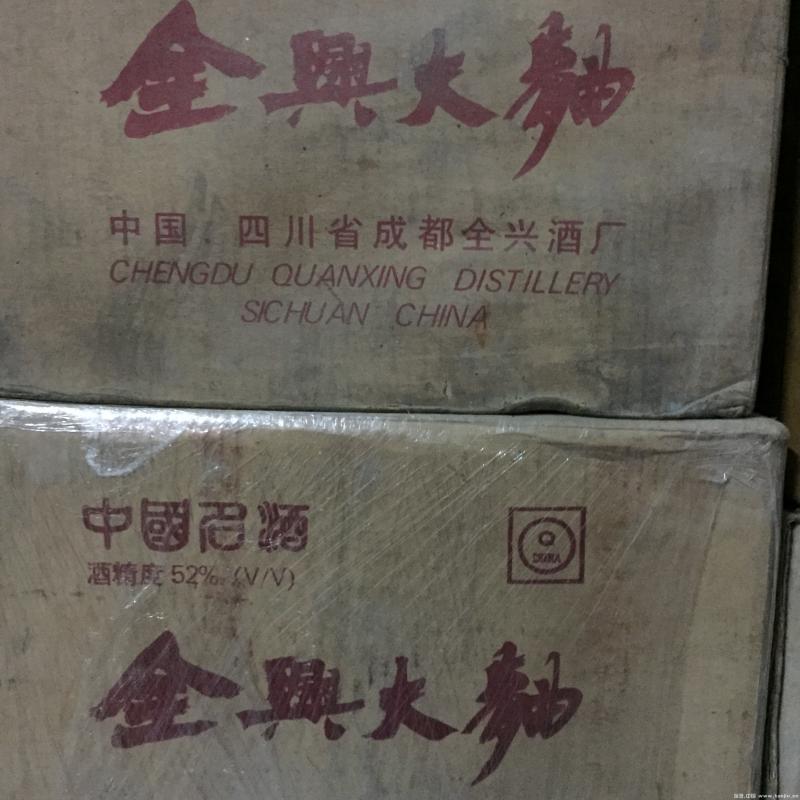 全興大麯
中国 四川省成都全兴酒厂
CHENGDU QUANXING DISTILLERY
SICHUAN CHINA
中國名酒
酒精度 52% (V/V)
Q
全興大麯